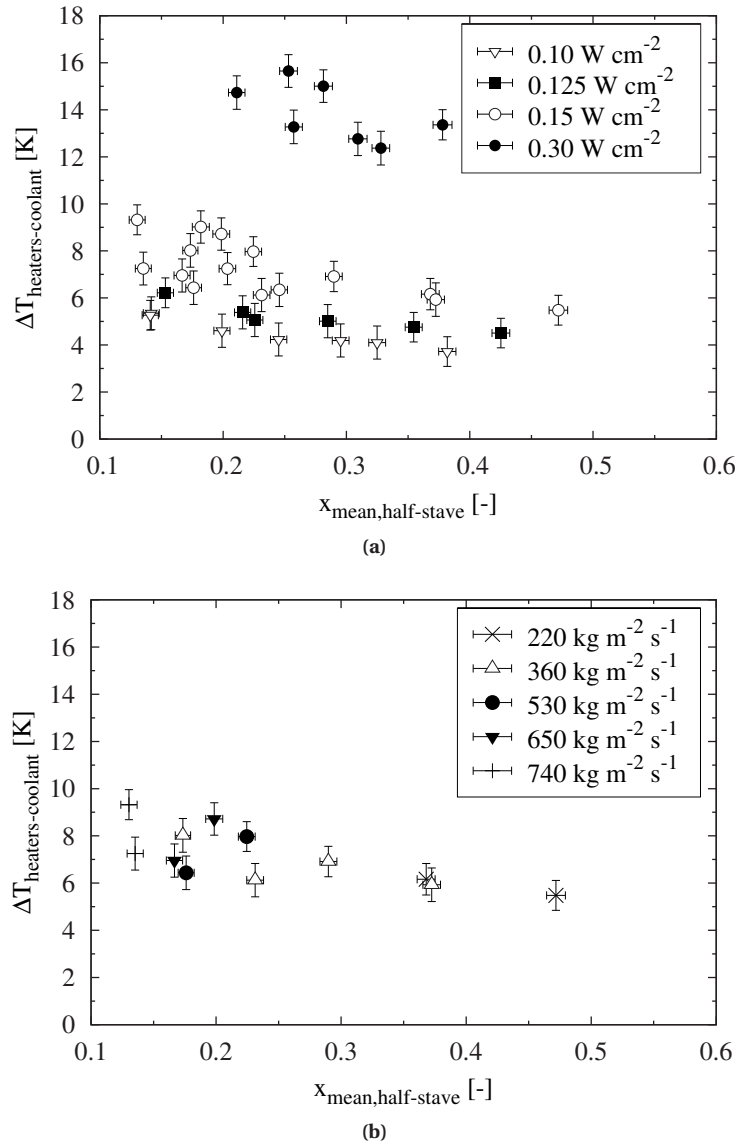 18
16
14
12
10
8
6
4
2
0
ΔT_heaters-coolant [K]
0.10 W cm^-2
0.125 W cm^-2
0.15 W cm^-2
0.30 W cm^-2
0.1 0.2 0.3 0.4 0.5 0.6
x_mean,half-stave [-]
(a)
18
16
14
12
10
8
6
4
2
0
ΔT_heaters-coolant [K]
220 kg m^-2 s^-1
360 kg m^-2 s^-1
530 kg m^-2 s^-1
650 kg m^-2 s^-1
740 kg m^-2 s^-1
0.1 0.2 0.3 0.4 0.5 0.6
x_mean,half-stave [-]
(b)